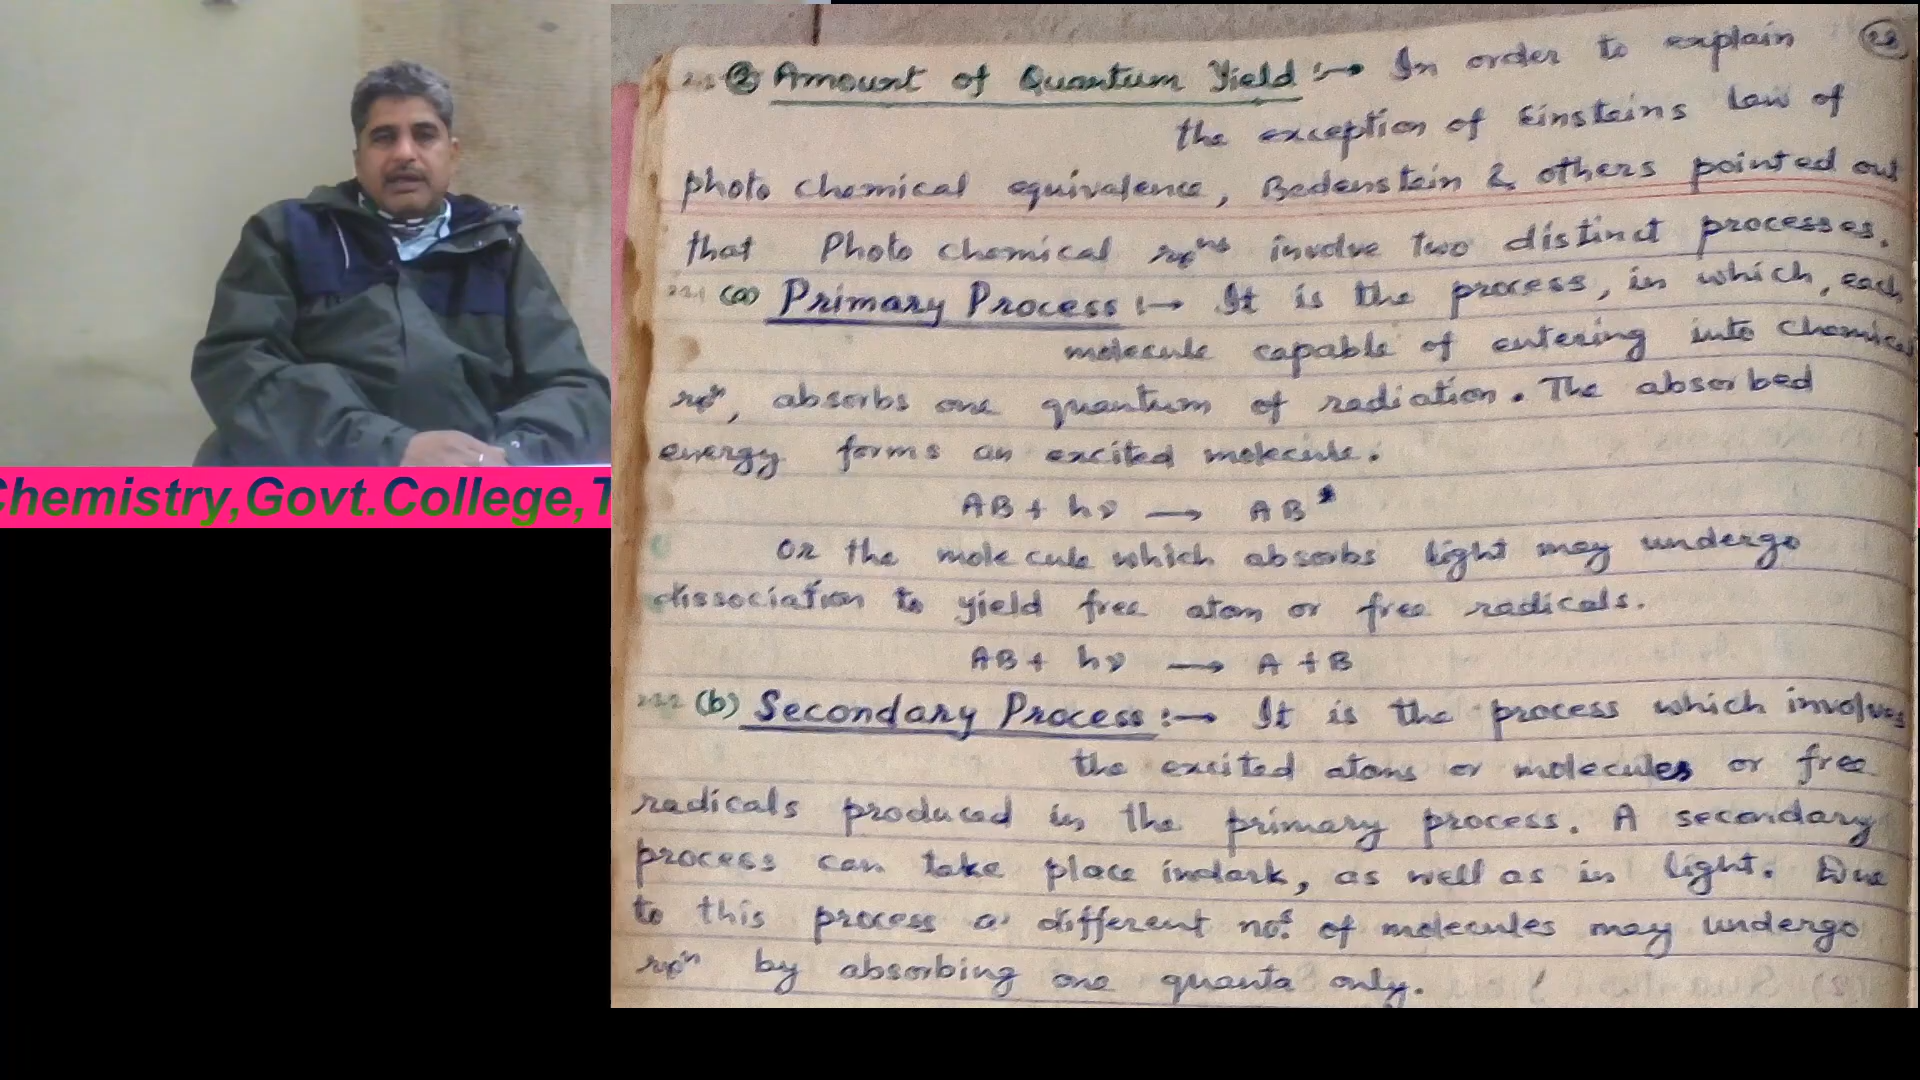 Chemistry,Govt.College,T
28
(2) Amount of Quantum Yield :→ In order to explain
the exception of Einsteins law of
photo chemical equivalence, Bodenstein & others pointed out
that Photo chemical rxns involve two distinct processes.
(a) Primary Process :→ It is the process, in which, each
molecule capable of entering into chemical
rxn, absorbs one quantum of radiation. The absorbed
energy forms an excited molecule.
AB + hν → AB*
Or the molecule which absorbs light may undergo
dissociation to yield free atom or free radicals.
AB + hν → A + B
(b) Secondary Process :→ It is the process which involves
the excited atoms or molecules or free
radicals produced in the primary process. A secondary
process can take place indark, as well as in light. Due
to this process a different nos. of molecules may undergo
rxn by absorbing one quanta only.